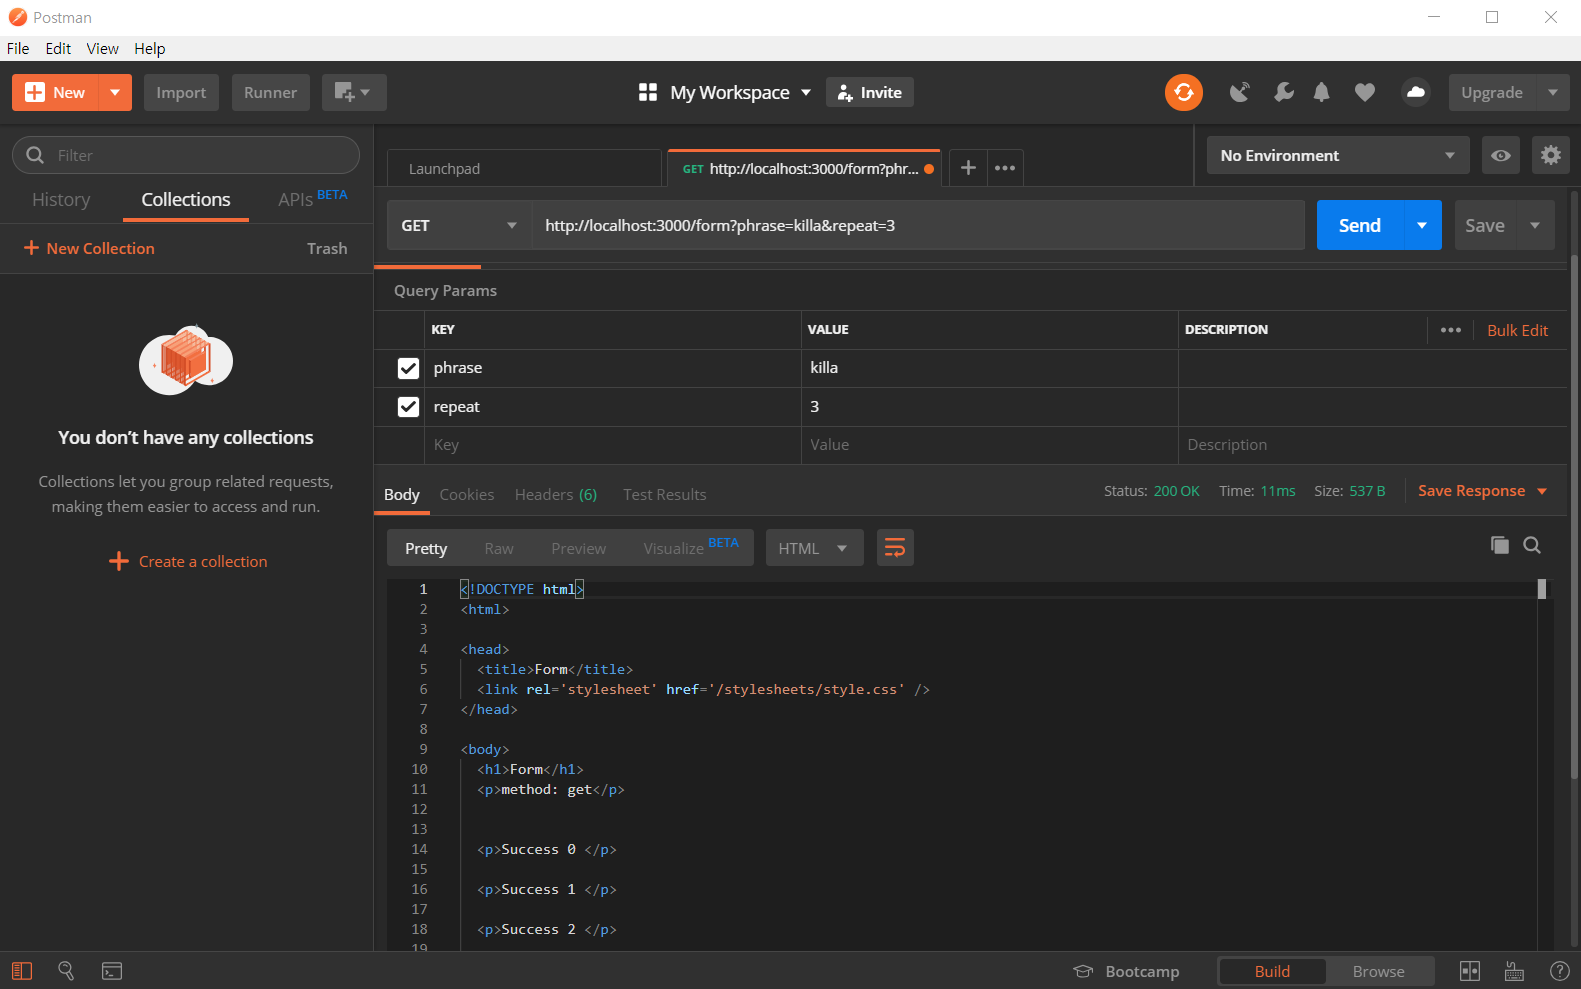 Postman
File Edit View Help
New Import Runner My Workspace Invite Upgrade
Filter
Launchpad GET http://localhost:3000/form?phr... No Environment
History Collections APIs BETA
GET http://localhost:3000/form?phrase=killa&repeat=3 Send Save
New Collection Trash
Query Params
KEY VALUE DESCRIPTION Bulk Edit
phrase killa
repeat 3
Key Value Description
You don't have any collections
Collections let you group related requests,
making them easier to access and run.
Create a collection
Body Cookies Headers (6) Test Results Status: 200 OK Time: 11ms Size: 537 B Save Response
Pretty Raw Preview Visualize BETA HTML
1 <!DOCTYPE html>
2 <html>
3
4 <head>
5 <title>Form</title>
6 <link rel='stylesheet' href='/stylesheets/style.css' />
7 </head>
8
9 <body>
10 <h1>Form</h1>
11 <p>method: get</p>
12
13
14 <p>Success 0 </p>
15
16 <p>Success 1 </p>
17
18 <p>Success 2 </p>
19
Bootcamp Build Browse